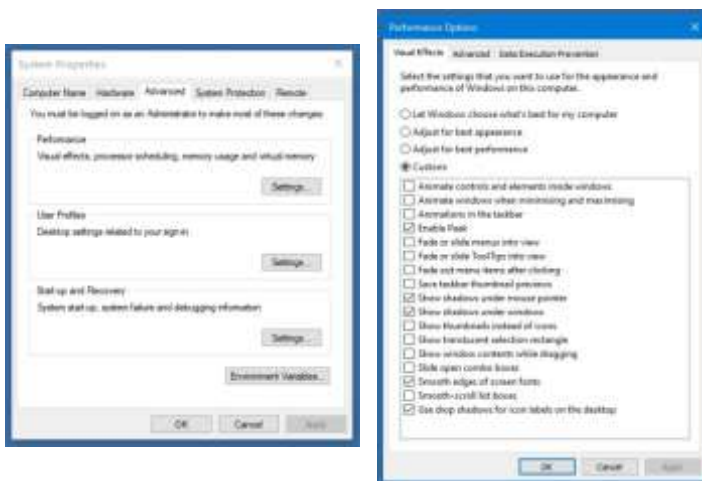 System Properties
Computer Name Hardware Advanced System Protection Remote
You must be logged on as an Administrator to make most of these changes
Performance
Visual effects, processor scheduling, memory usage and virtual memory
Settings...
User Profiles
Desktop settings related to your sign-in
Settings...
Start-up and Recovery
System start-up, system failure and debugging information
Settings...
Environment Variables...
OK Cancel Apply
Performance Options
Visual Effects Advanced Data Execution Prevention
Select the settings that you want to use for the appearance and
performance of Windows on this computer.
Let Windows choose what's best for my computer
Adjust for best appearance
Adjust for best performance
Custom
Animate controls and elements inside windows
Animate windows when minimising and maximising
Animations in the taskbar
Enable Peek
Fade or slide menus into view
Fade or slide ToolTips into view
Fade out menu items after clicking
Save taskbar thumbnail previews
Show shadows under mouse pointer
Show shadows under windows
Show thumbnails instead of icons
Show translucent selection rectangle
Show window contents while dragging
Slide open combo boxes
Smooth edges of screen fonts
Smooth-scroll list boxes
Use drop shadows for icon labels on the desktop
OK Cancel Apply